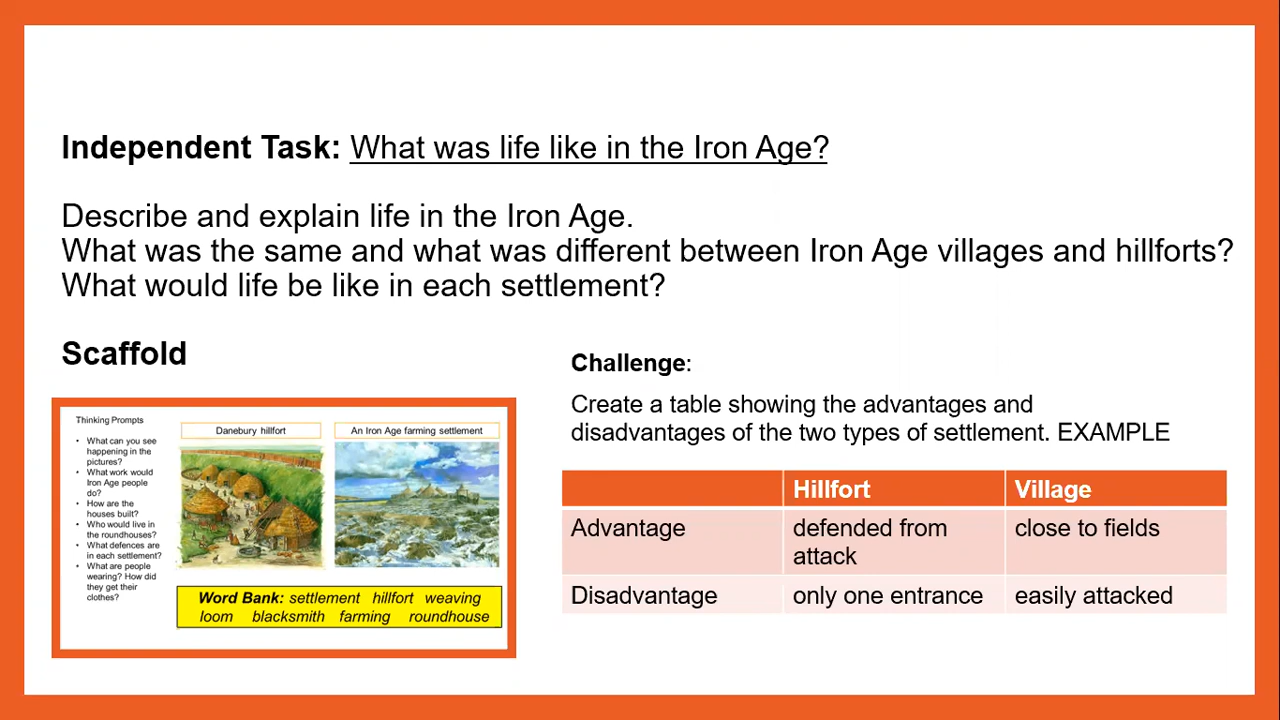 Independent Task: What was life like in the Iron Age?
Describe and explain life in the Iron Age.
What was the same and what was different between Iron Age villages and hillforts?
What would life be like in each settlement?
Scaffold
Thinking Prompts
• What can you see
happening in the
pictures?
• What work would
Iron Age people
do?
• How are the
houses built?
• Who would live in
the roundhouses?
• What defences are
in each settlement?
• What are people
wearing? How did
they get their
clothes?
Danebury hillfort
An Iron Age farming settlement
Word Bank: settlement hillfort weaving
loom blacksmith farming roundhouse
Challenge:
Create a table showing the advantages and
disadvantages of the two types of settlement. EXAMPLE
Hillfort Village
Advantage defended from close to fields
attack
Disadvantage only one entrance easily attacked